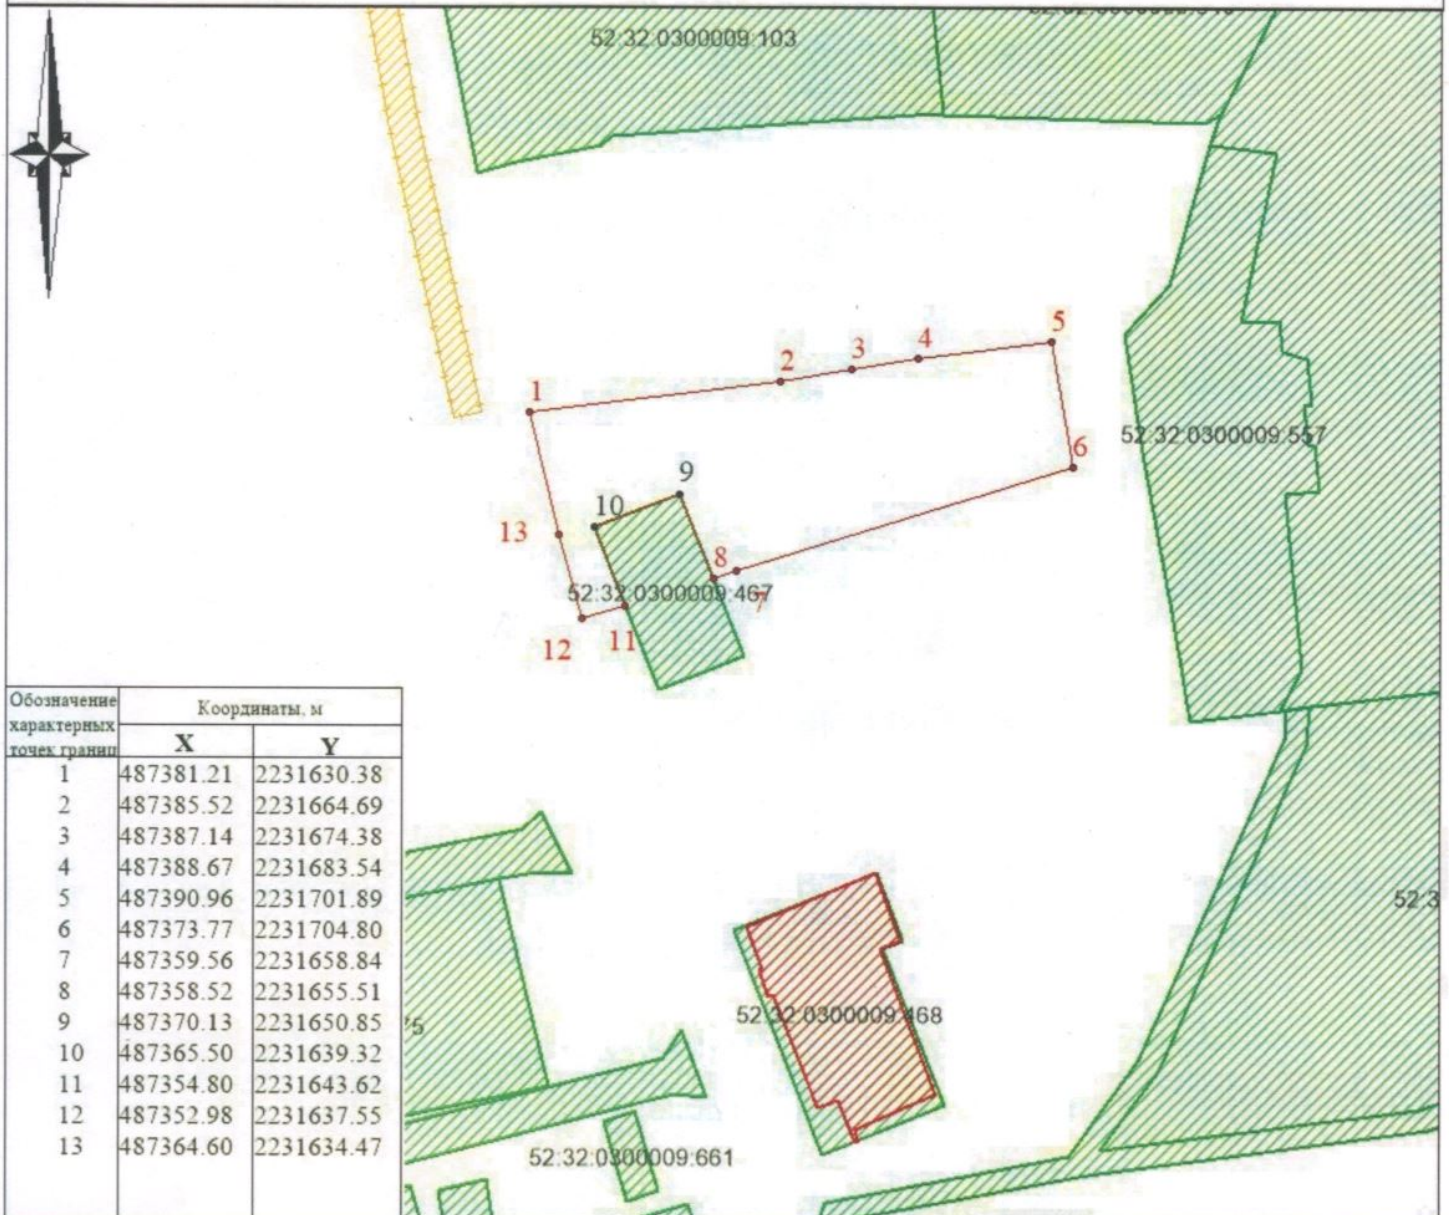 52:32:0300009:103
5
4
3
2
1
52:32:0300009:557
6
9
10
13
8
52:32:0300009:467
7
11
12
Обозначение характерных точек границ
Координаты, м
X Y
1 487381.21 2231630.38
2 487385.52 2231664.69
3 487387.14 2231674.38
4 487388.67 2231683.54
5 487390.96 2231701.89
6 487373.77 2231704.80
7 487359.56 2231658.84
8 487358.52 2231655.51
9 487370.13 2231650.85
10 487365.50 2231639.32
11 487354.80 2231643.62
12 487352.98 2231637.55
13 487364.60 2231634.47
52:3
75
52:32:0300009:468
52:32:0300009:661